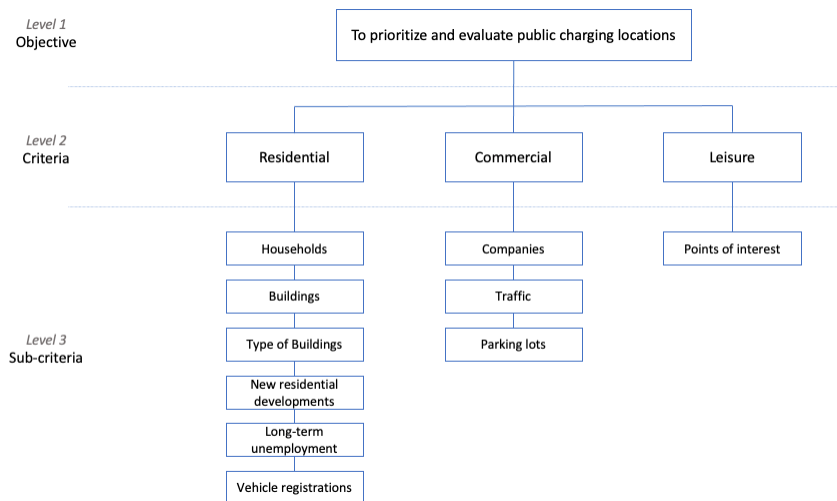 Level 1
Objective
To prioritize and evaluate public charging locations
Level 2
Criteria
Residential
Commercial
Leisure
Level 3
Sub-criteria
Households
Buildings
Type of Buildings
New residential
developments
Long-term
unemployment
Vehicle registrations
Companies
Traffic
Parking lots
Points of interest